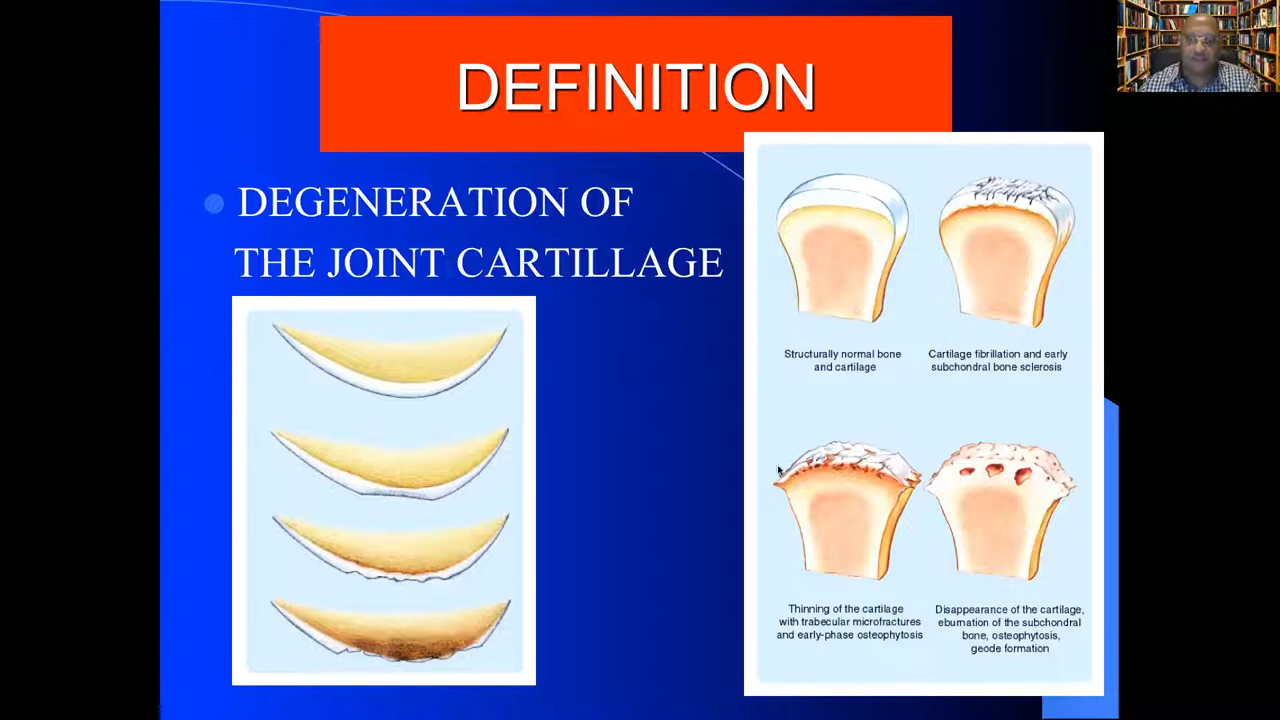 DEFINITION
DEGENERATION OF
THE JOINT CARTILLAGE
Structurally normal bone
and cartilage
Cartilage fibrillation and early
subchondral bone sclerosis
Thinning of the cartilage
with trabecular microfractures
and early-phase osteophytosis
Disappearance of the cartilage,
eburnation of the subchondral
bone, osteophytosis,
geode formation